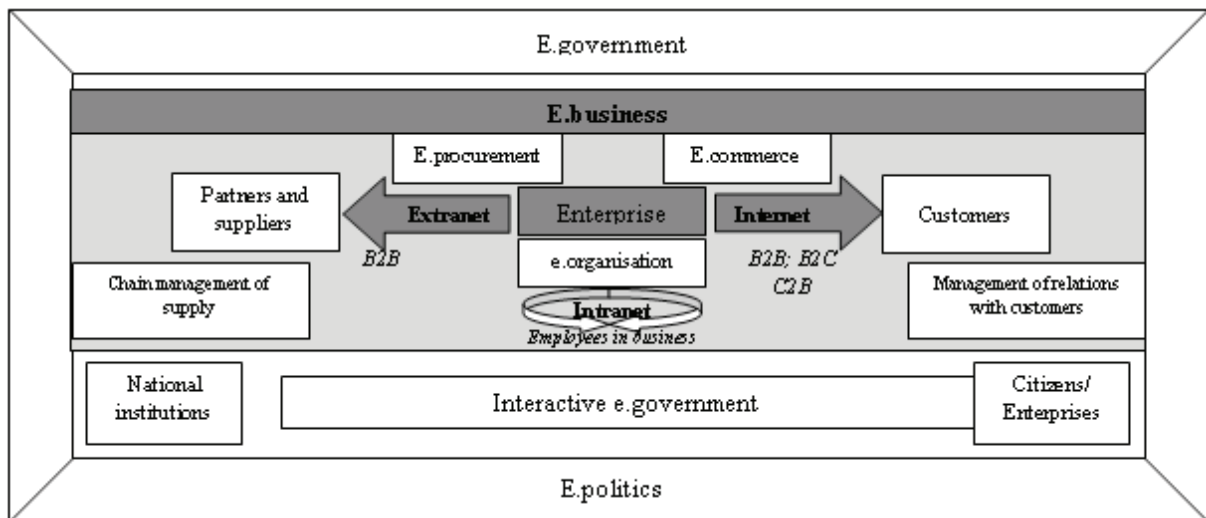 E.government
E.business
E.procurement
E.commerce
Partners and
suppliers
Extranet
Enterprise
Internet
Customers
B2B
e.organisation
B2B; B2C
C2B
Chain management of
supply
Intranet
Employees in business
Management of relations
with customers
National
institutions
Interactive e.government
Citizens/
Enterprises
E.politics